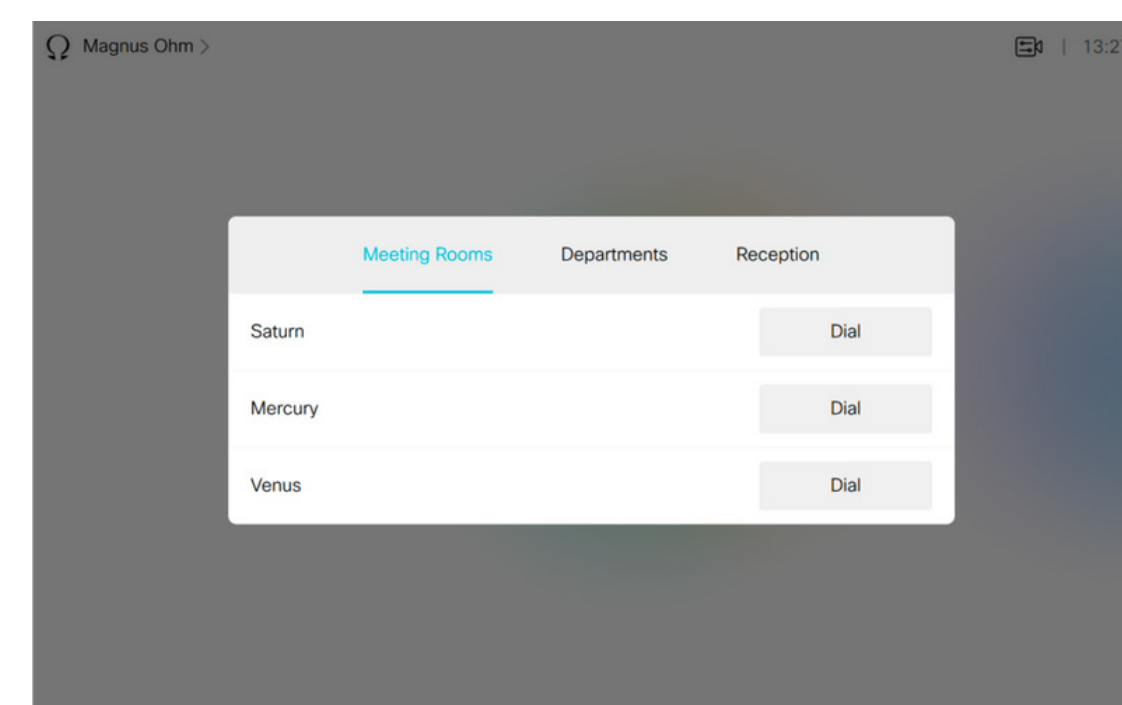 Magnus Ohm
Meeting Rooms Departments Reception
Saturn Dial
Mercury Dial
Venus Dial